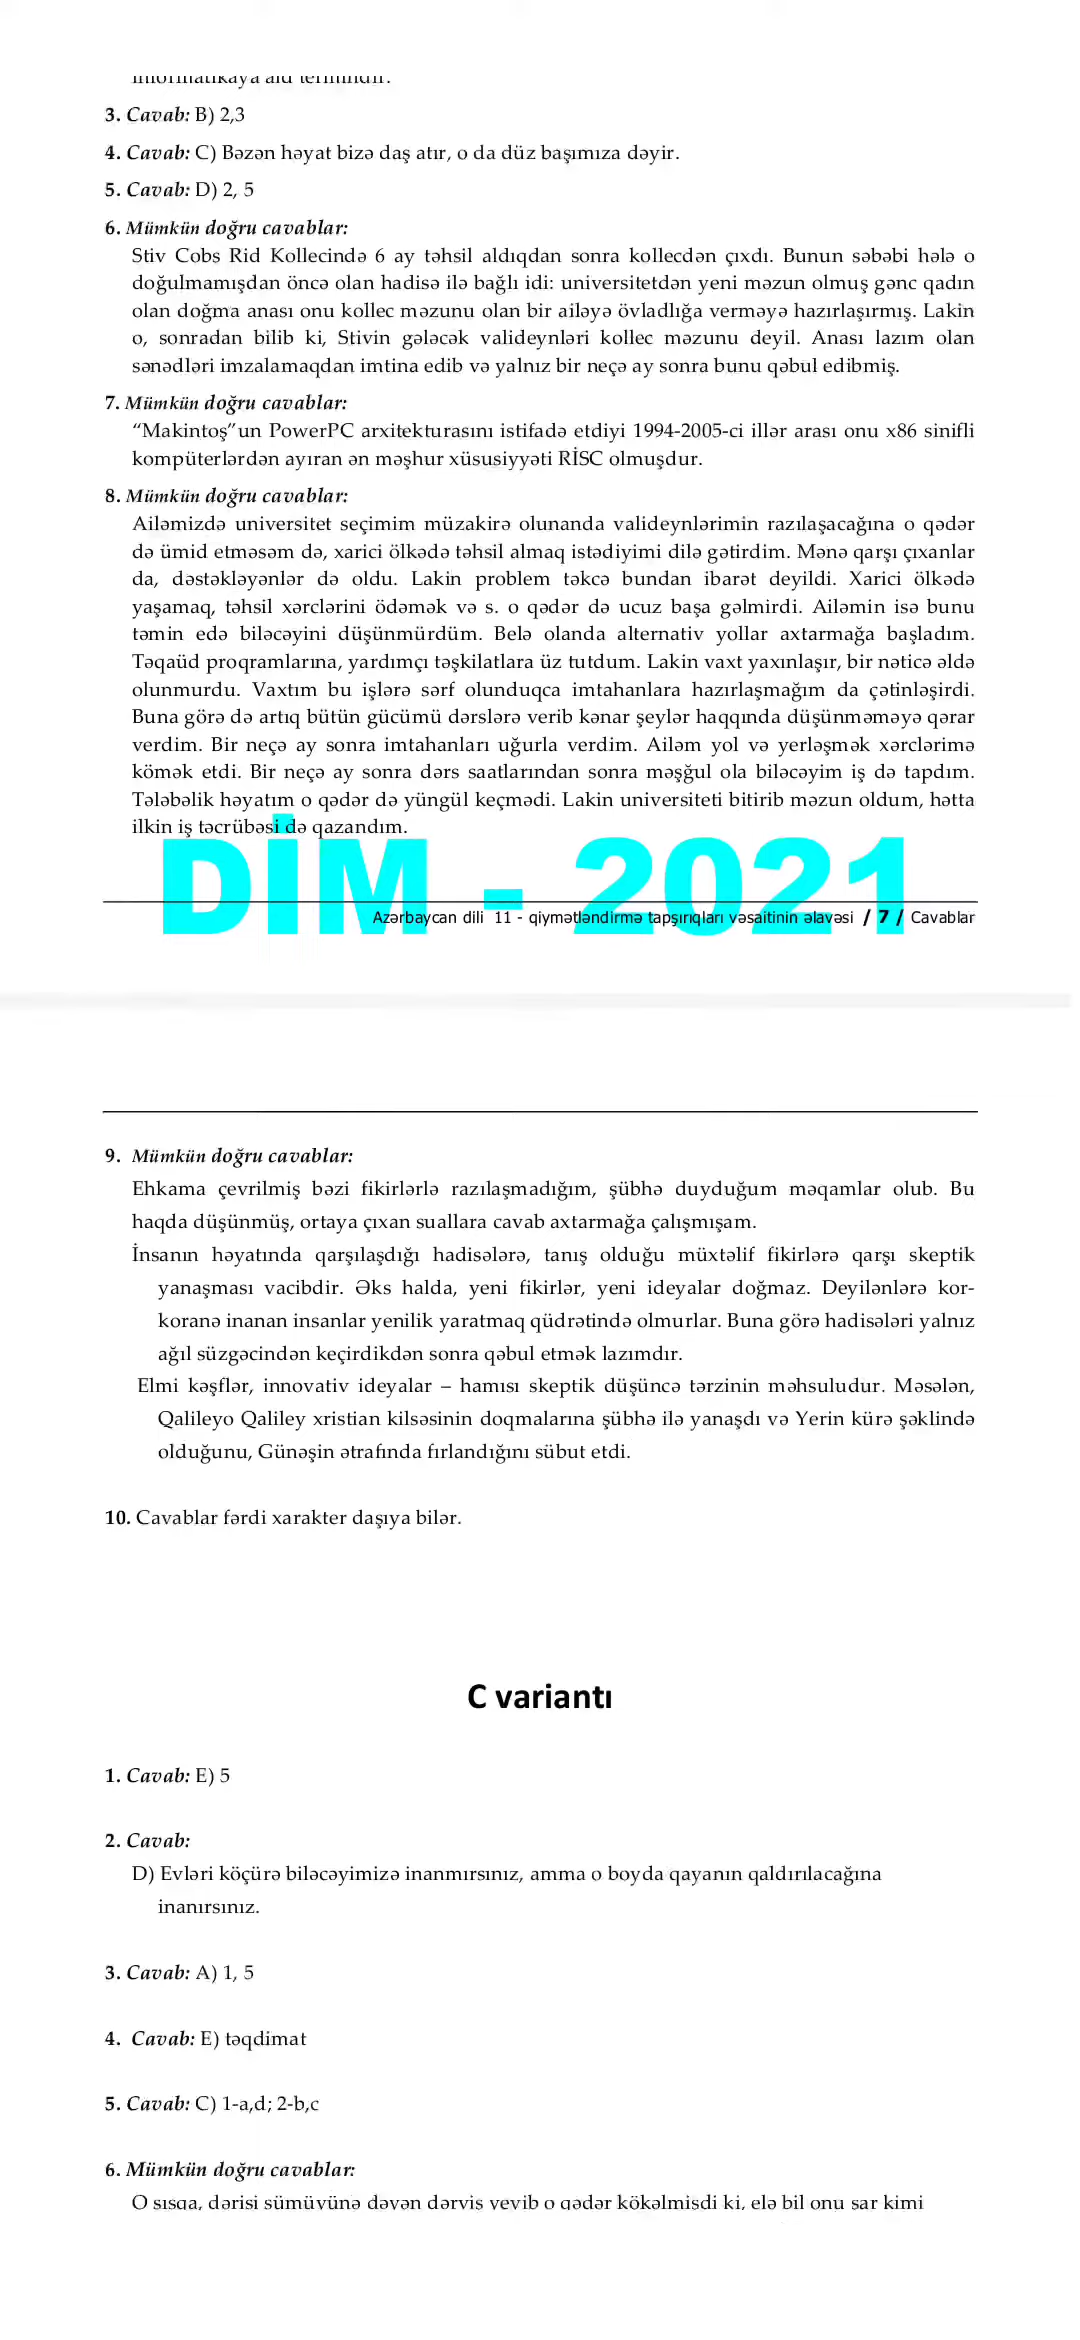 informatikaya aid termindir.
3. Cavab: B) 2,3
4. Cavab: C) Bəzən həyat bizə daş atır, o da düz başımıza dəyir.
5. Cavab: D) 2, 5
6. Mümkün doğru cavablar:
Stiv Cobs Rid Kollecində 6 ay təhsil aldıqdan sonra kollecdən çıxdı. Bunun səbəbi hələ o
doğulmamışdan öncə olan hadisə ilə bağlı idi: universitetdən yeni məzun olmuş gənc qadın
olan doğma anası onu kollec məzunu olan bir ailəyə övladlığa verməyə hazırlaşırmış. Lakin
o, sonradan bilib ki, Stivin gələcək valideynləri kollec məzunu deyil. Anası lazım olan
sənədləri imzalamaqdan imtina edib və yalnız bir neçə ay sonra bunu qəbul edibmiş.
7. Mümkün doğru cavablar:
“Makintoş”un PowerPC arxitekturasını istifadə etdiyi 1994-2005-ci illər arası onu x86 sinifli
kompüterlərdən ayıran ən məşhur xüsusiyyəti RİSC olmuşdur.
8. Mümkün doğru cavablar:
Ailəmizdə universitet seçimim müzakirə olunanda valideynlərimin razılaşacağına o qədər
də ümid etməsəm də, xarici ölkədə təhsil almaq istədiyimi dilə gətirdim. Mənə qarşı çıxanlar
da, dəstəkləyənlər də oldu. Lakin problem təkcə bundan ibarət deyildi. Xarici ölkədə
yaşamaq, təhsil xərclərini ödəmək və s. o qədər də ucuz başa gəlmirdi. Ailəmin isə bunu
təmin edə biləcəyini düşünmürdüm. Belə olanda alternativ yollar axtarmağa başladım.
Təqaüd proqramlarına, yardımçı təşkilatlara üz tutdum. Lakin vaxt yaxınlaşır, bir nəticə əldə
olunmurdu. Vaxtım bu işlərə sərf olunduqca imtahanlara hazırlaşmağım da çətinləşirdi.
Buna görə də artıq bütün gücümü dərslərə verib kənar şeylər haqqında düşünməməyə qərar
verdim. Bir neçə ay sonra imtahanları uğurla verdim. Ailəm yol və yerləşmək xərclərimə
kömək etdi. Bir neçə ay sonra dərs saatlarından sonra məşğul ola biləcəyim iş də tapdım.
Tələbəlik həyatım o qədər də yüngül keçmədi. Lakin universiteti bitirib məzun oldum, hətta
ilkin iş təcrübəsi də qazandım.
DİM - 2021
Azərbaycan dili 11 - qiymətləndirmə tapşırıqları vəsaitinin əlavəsi / 7 / Cavablar
9. Mümkün doğru cavablar:
Ehkama çevrilmiş bəzi fikirlərlə razılaşmadığım, şübhə duyduğum məqamlar olub. Bu
haqda düşünmüş, ortaya çıxan suallara cavab axtarmağa çalışmışam.
İnsanın həyatında qarşılaşdığı hadisələrə, tanış olduğu müxtəlif fikirlərə qarşı skeptik
yanaşması vacibdir. Əks halda, yeni fikirlər, yeni ideyalar doğmaz. Deyilənlərə kor-
koranə inanan insanlar yenilik yaratmaq qüdrətində olmurlar. Buna görə hadisələri yalnız
ağıl süzgəcindən keçirdikdən sonra qəbul etmək lazımdır.
Elmi kəşflər, innovativ ideyalar – hamısı skeptik düşüncə tərzinin məhsuludur. Məsələn,
Qalileyo Qaliley xristian kilsəsinin doqmalarına şübhə ilə yanaşdı və Yerin kürə şəklində
olduğunu, Günəşin ətrafında fırlandığını sübut etdi.
10. Cavablar fərdi xarakter daşıya bilər.
C variantı
1. Cavab: E) 5
2. Cavab:
D) Evləri köçürə biləcəyimizə inanmırsınız, amma o boyda qayanın qaldırılacağına
inanırsınız.
3. Cavab: A) 1, 5
4. Cavab: E) təqdimat
5. Cavab: C) 1-a,d; 2-b,c
6. Mümkün doğru cavablar:
O sısqa, dərisi sümüyünə dəyən dərviş yeyib o qədər kökəlmişdi ki, elə bil onu şar kimi